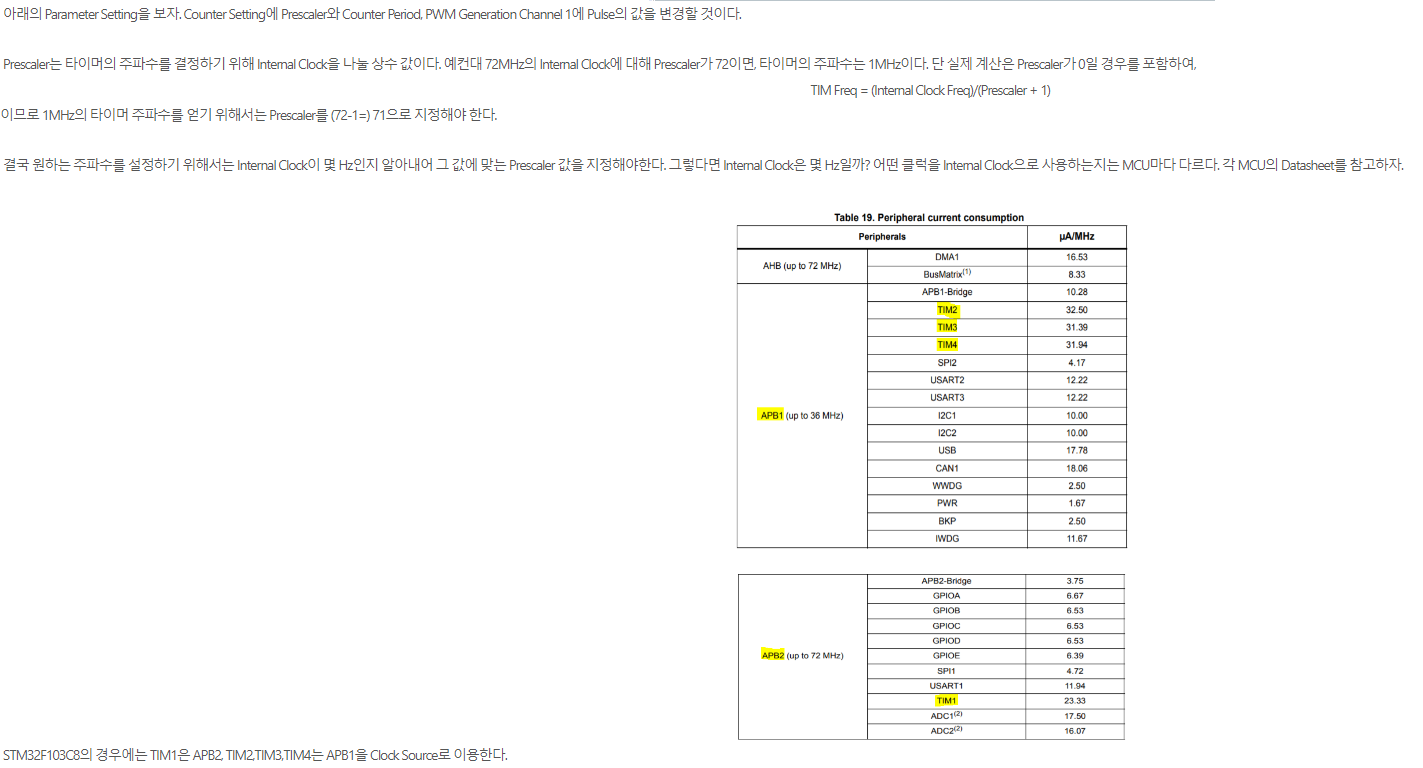 아래의 Parameter Setting을 보자. Counter Setting에 Prescaler와 Counter Period, PWM Generation Channel 1에 Pulse의 값을 변경할 것이다.
Prescaler는 타이머의 주파수를 결정하기 위해 Internal Clock을 나눌 상수 값이다. 예컨대 72MHz의 Internal Clock에 대해 Prescaler가 72이면, 타이머의 주파수는 1MHz이다. 단 실제 계산은 Prescaler가 0일 경우를 포함하여,
TIM Freq = (Internal Clock Freq)/(Prescaler + 1)
이므로 1MHz의 타이머 주파수를 얻기 위해서는 Prescaler를 (72-1=) 71으로 지정해야 한다.
결국 원하는 주파수를 설정하기 위해서는 Internal Clock이 몇 Hz인지 알아내어 그 값에 맞는 Prescaler 값을 지정해야한다. 그렇다면 Internal Clock은 몇 Hz일까? 어떤 클럭을 Internal Clock으로 사용하는지는 MCU마다 다르다. 각 MCU의 Datasheet를 참고하자.
Table 19. Peripheral current consumption
Peripherals µA/MHz
AHB (up to 72 MHz) DMA1 16.53
BusMatrix(1) 8.33
APB1 (up to 36 MHz) APB1-Bridge 10.28
TIM2 32.50
TIM3 31.39
TIM4 31.94
SPI2 4.17
USART2 12.22
USART3 12.22
I2C1 10.00
I2C2 10.00
USB 17.78
CAN1 18.06
WWDG 2.50
PWR 1.67
BKP 2.50
IWDG 11.67
APB2 (up to 72 MHz) APB2-Bridge 3.75
GPIOA 6.67
GPIOB 6.53
GPIOC 6.53
GPIOD 6.53
GPIOE 6.39
SPI1 4.72
USART1 11.94
TIM1 23.33
ADC1(2) 17.50
ADC2(2) 16.07
STM32F103C8의 경우에는 TIM1은 APB2, TIM2,TIM3,TIM4는 APB1을 Clock Source로 이용한다.